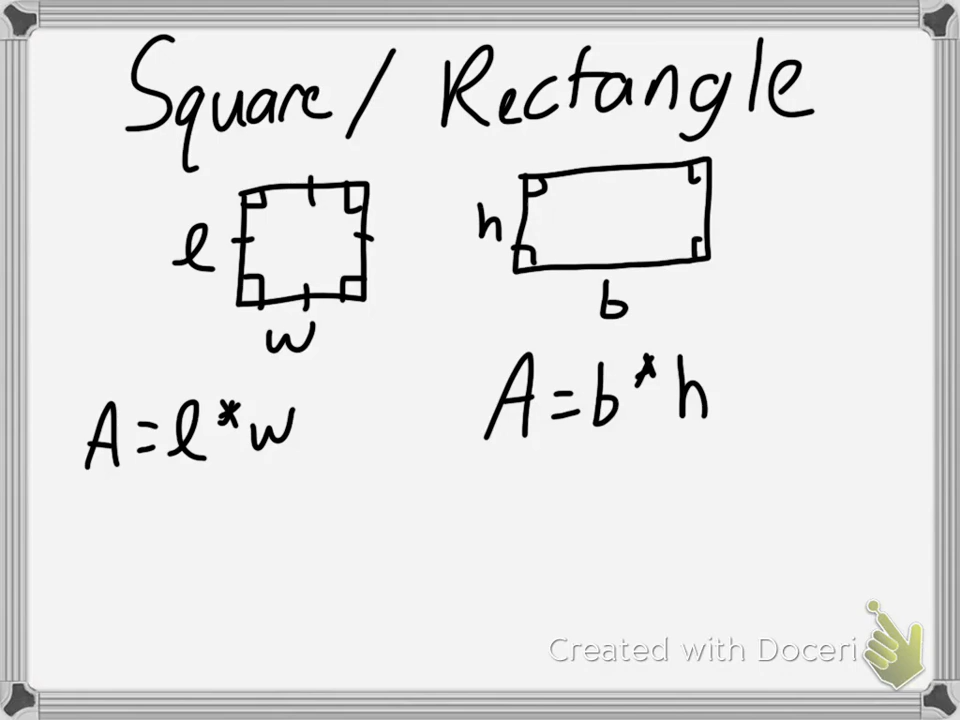 Square/ Rectangle
l
w
h
b
A=l*w
A=b*h
Created with Doceri